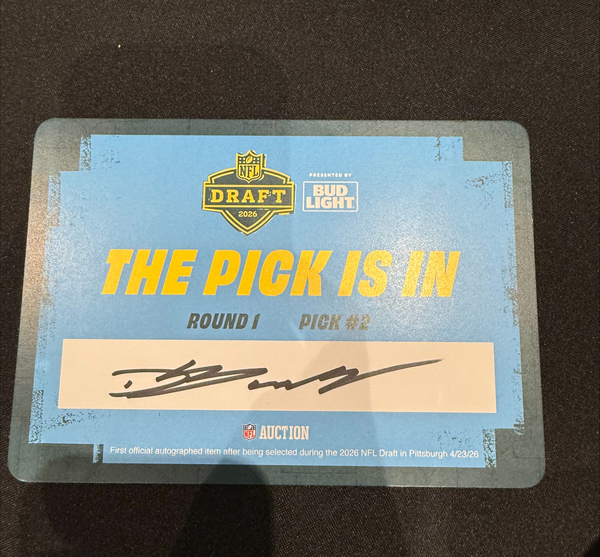 NFL
DRAFT
2026
PRESENTED BY
BUD
LIGHT
THE PICK IS IN
ROUND 1 PICK #2
NFL AUCTION
First official autographed item after being selected during the 2026 NFL Draft in Pittsburgh 4/23/26